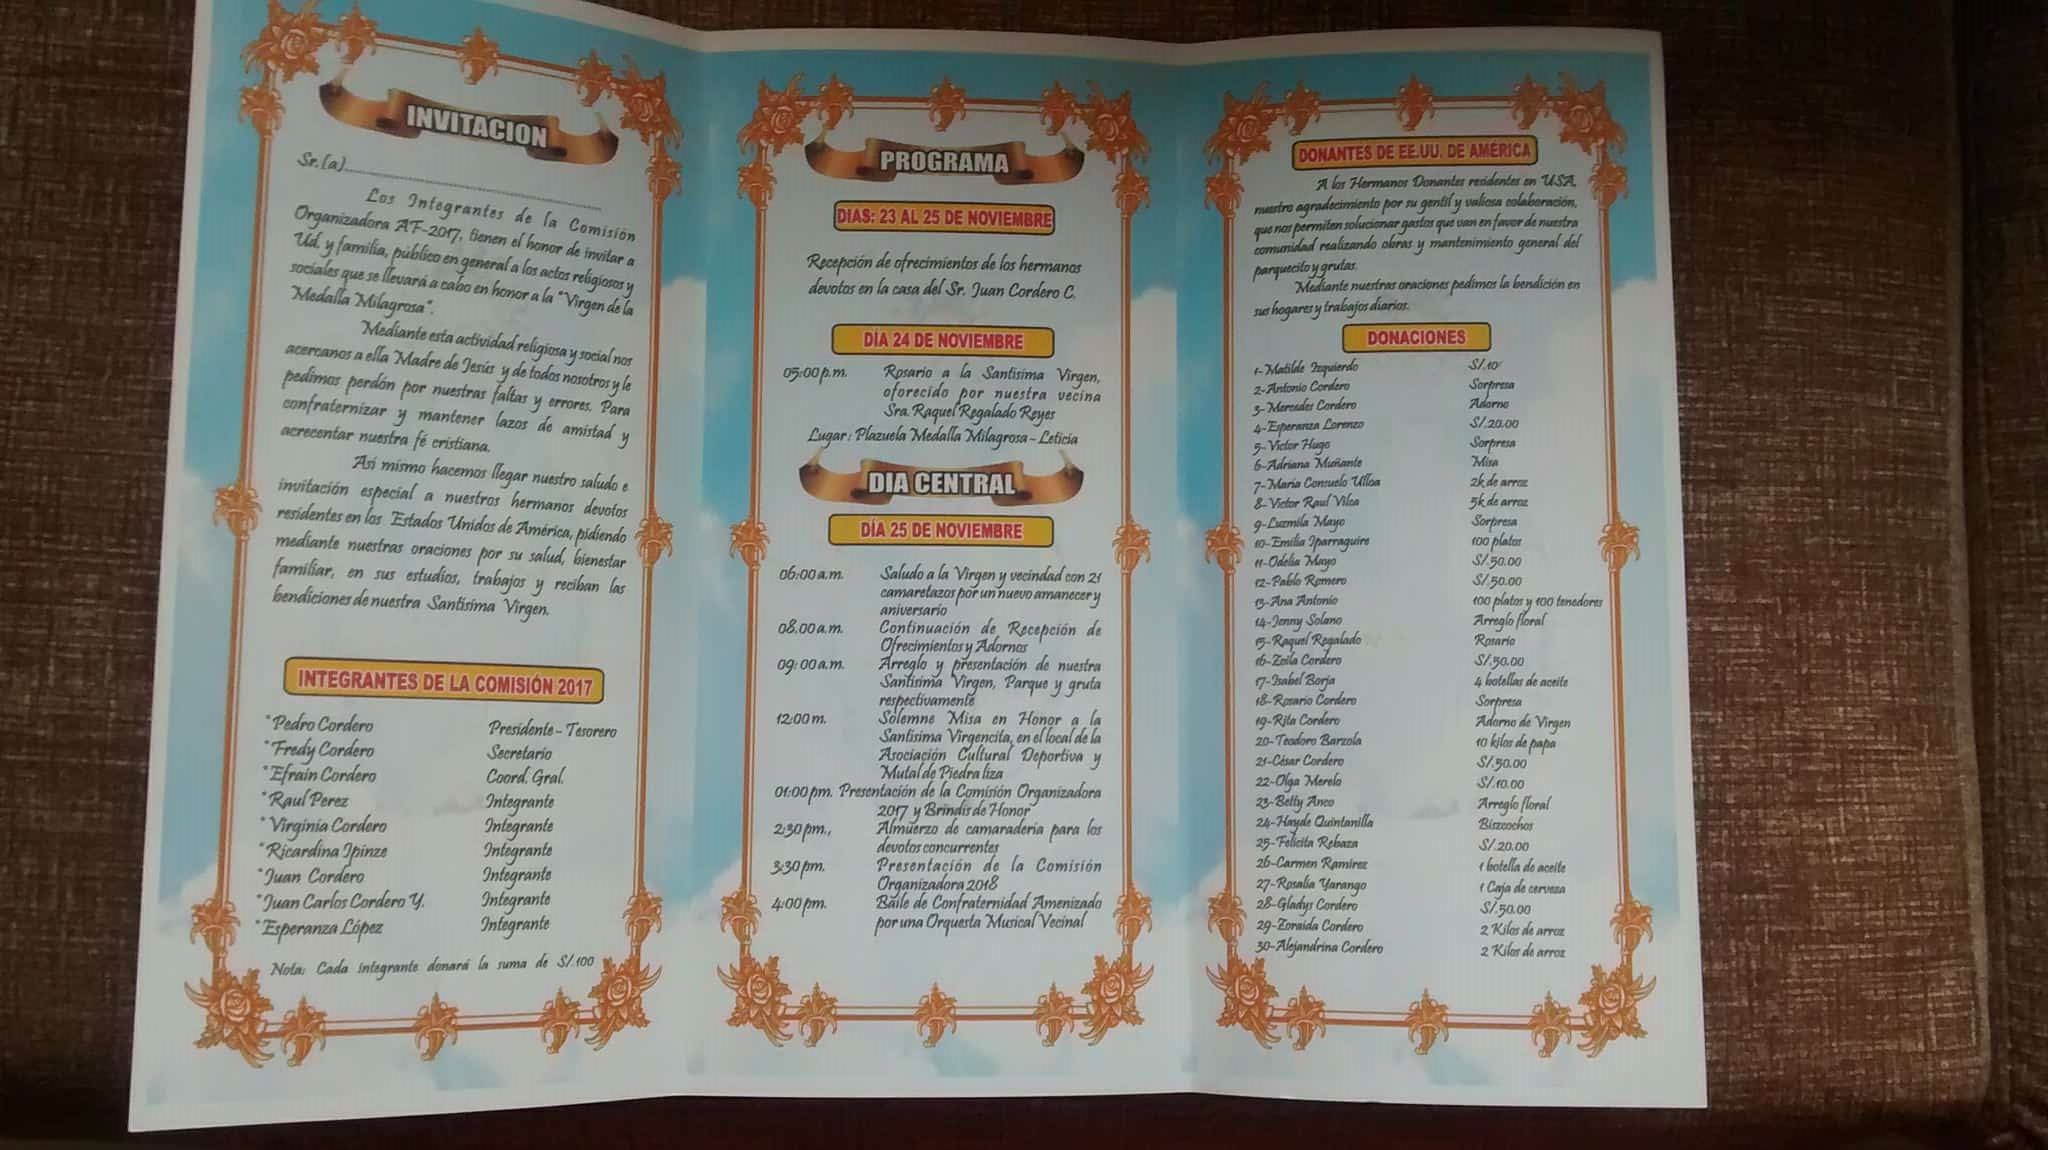 INVITACION
Sr. (a)...............................................
Los Integrantes de la Comisión
Organizadora AF-2017, tienen el honor de invitar a
Ud. y familia, público en general a los actos religiosos y
sociales que se llevará a cabo en honor a la "Virgen de la
Medalla Milagrosa".
Mediante esta actividad religiosa y social nos
acercanos a ella Madre de Jesús y de todos nosotros y le
pedimos perdón por nuestras faltas y errores. Para
confraternizar y mantener lazos de amistad y
acrecentar nuestra fé cristiana.
Asi mismo hacemos llegar nuestro saludo e
invitación especial a nuestros hermanos devotos
residentes en los Estados Unidos de América, pidiendo
mediante nuestras oraciones por su salud, bienestar
familiar, en sus estudios, trabajos y reciban las
bendiciones de nuestra Santísima Virgen.
INTEGRANTES DE LA COMISIÓN 2017
* Pedro Cordero Presidente - Tesorero
* Fredy Cordero Secretario
* Efraín Cordero Coord. Gral.
* Raul Perez Integrante
* Virginia Cordero Integrante
* Ricardina Ipinze Integrante
* Juan Cordero Integrante
* Juan Carlos Cordero Y. Integrante
* Esperanza López Integrante
Nota: Cada integrante donará la suma de S/.100
PROGRAMA
DIAS: 23 AL 25 DE NOVIEMBRE
Recepción de ofrecimientos de los hermanos
devotos en la casa del Sr. Juan Cordero C.
DÍA 24 DE NOVIEMBRE
05:00 p.m. Rosario a la Santísima Virgen,
oforecido por nuestra vecina
Sra. Raquel Regalado Reyes
Lugar : Plazuela Medalla Milagrosa - Leticia
DIA CENTRAL
DÍA 25 DE NOVIEMBRE
06:00 a.m. Saludo a la Virgen y vecindad con 21
camaretazos por un nuevo amanecer y
aniversario
08.00 a.m. Continuación de Recepción de
Ofrecimientos y Adornos
09:00 a.m. Arreglo y presentación de nuestra
Santísima Virgen, Parque y gruta
respectivamente
12:00 m. Solemne Misa en Honor a la
Santísima Virgencita, en el local de la
Asociación Cultural Deportiva y
Mutal de Piedra liza
01:00 pm. Presentación de la Comisión Organizadora
2017 y Brindis de Honor
2:30 pm., Almuerzo de camaradería para los
devotos concurrentes
3:30 pm. Presentación de la Comisión
Organizadora 2018
4:00 pm. Baile de Confraternidad Amenizado
por una Orquesta Musical Vecinal
DONANTES DE EE.UU. DE AMÉRICA
A los Hermanos Donantes residentes en USA,
nuestro agradecimiento por su gentil y valiosa colaboración,
que nos permiten solucionar gastos que van en favor de nuestra
comunidad realizando obras y mantenimiento general del
parquecito y grutas.
Mediante nuestras oraciones pedimos la bendición en
sus hogares y trabajos diarios.
DONACIONES
1- Matilde Izquierdo S/.10
2- Antonio Cordero Sorpresa
3- Mercedes Cordero Adorno
4- Esperanza Lorenzo S/.20.00
5- Victor Hugo Sorpresa
6- Adriana Muñante Misa
7- Maria Consuelo Ulloa 2k de arroz
8- Victor Raul Vilca 5k de arroz
9- Luzmila Mayo Sorpresa
10- Emilia Iparraguire 100 platos
11- Odelia Mayo S/.50.00
12- Pablo Romero S/.50.00
13- Ana Antonio 100 platos y 100 tenedores
14- Jenny Solano Arreglo floral
15- Raquel Regalado Rosario
16- Zoila Cordero S/.50.00
17- Isabel Borja 4 botellas de aceite
18- Rosario Cordero Sorpresa
19- Rita Cordero Adorno de Virgen
20- Teodoro Barzola 10 kilos de papa
21- César Cordero S/.50.00
22- Olga Merelo S/.10.00
23- Betty Anco Arreglo floral
24- Hayde Quintanilla Biszcochos
25- Felicita Rebaza S/.20.00
26- Carmen Ramirez 1 botella de aceite
27- Rosalia Yarango 1 Caja de cerveza
28- Gladys Cordero S/.50.00
29- Zoraida Cordero 2 Kilos de arroz
30- Alejandrina Cordero 2 Kilos de arroz